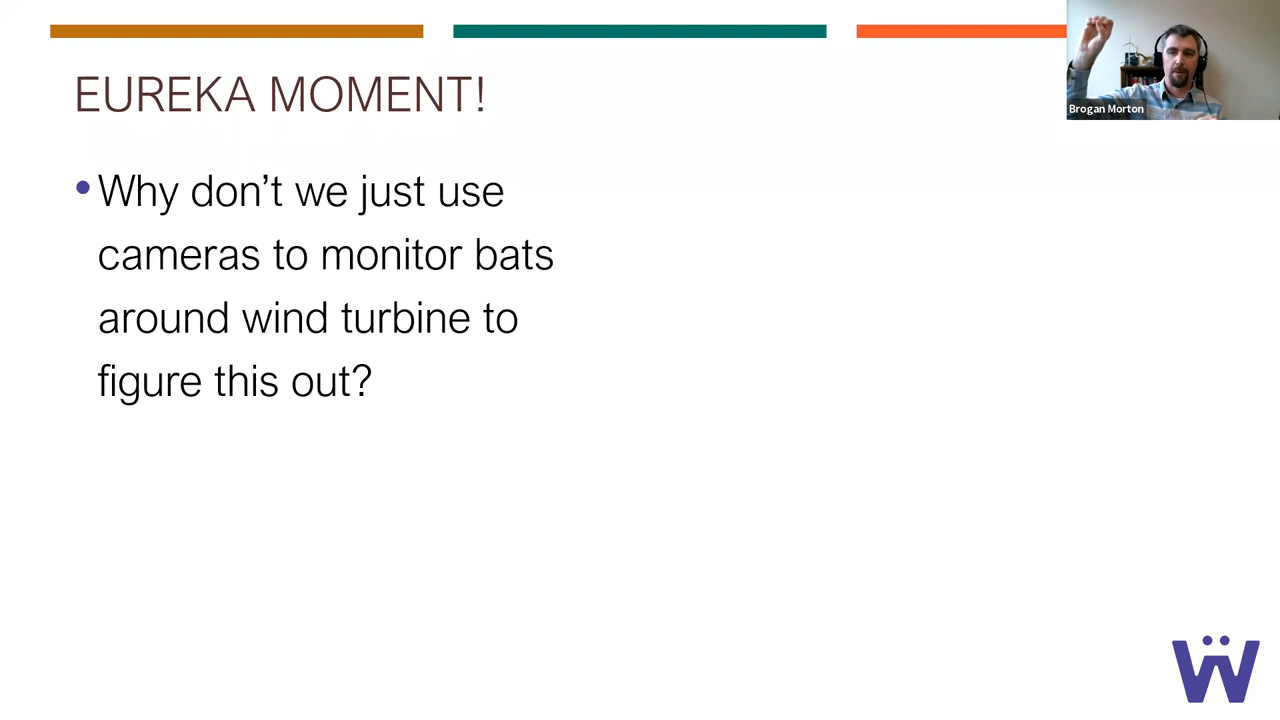 EUREKA MOMENT!
Brogan Morton
• Why don’t we just use
cameras to monitor bats
around wind turbine to
figure this out?
Ẅ